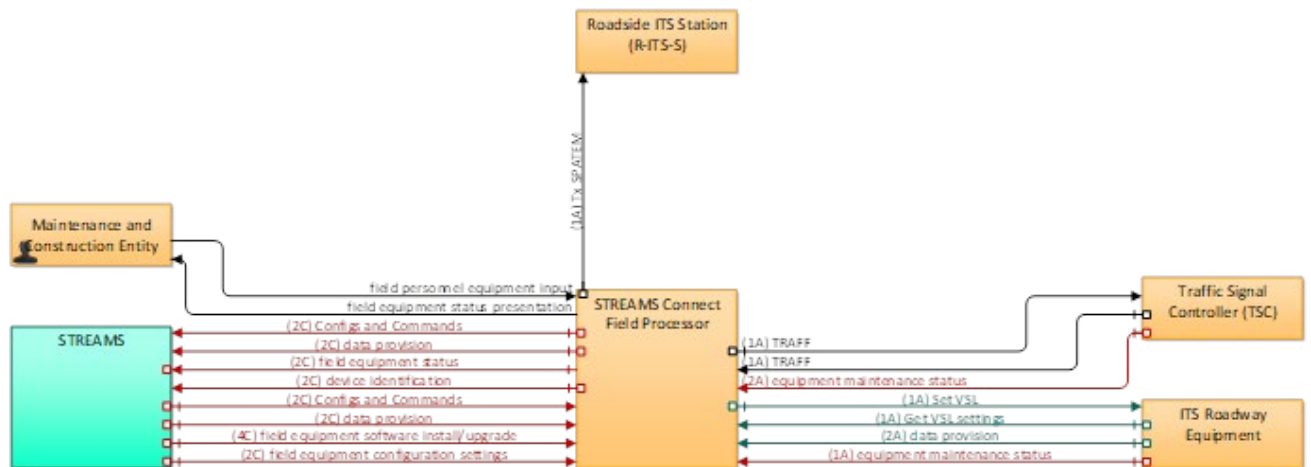 Roadside ITS Station
(R-ITS-S)
(1A) Tx SPATEM
Maintenance and
Construction Entity
field personnel equipment input
field equipment status presentation
STREAMS Connect
Field Processor
Traffic Signal
Controller (TSC)
STREAMS
(2C) Configs and Commands
(2C) data provision
(2C) field equipment status
(2C) device identification
(2C) Configs and Commands
(2C) data provision
(4C) field equipment software install/upgrade
(2C) field equipment configuration settings
(1A) TRAFF
(1A) TRAFF
(2A) equipment maintenance status
(1A) Set VSL
(1A) Get VSL settings
(2A) data provision
(1A) equipment maintenance status
ITS Roadway
Equipment